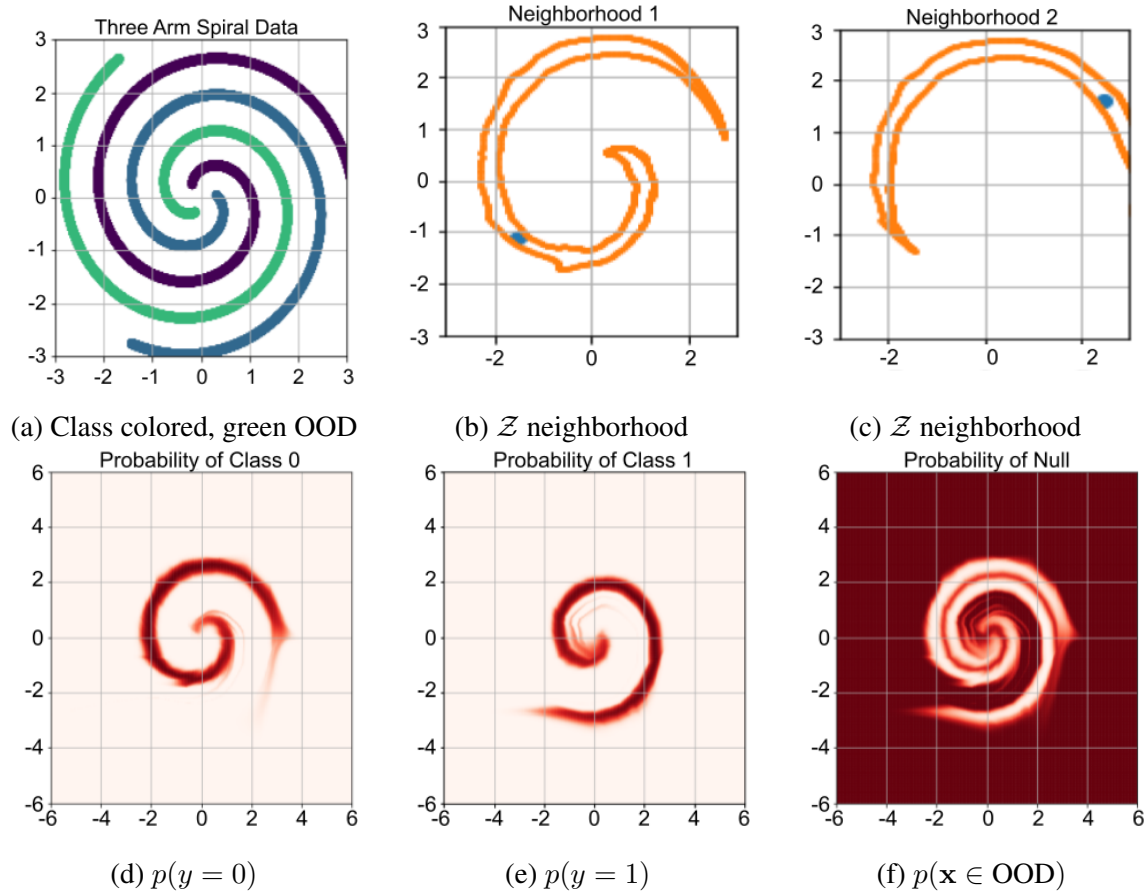 Three Arm Spiral Data
3
2
1
0
-1
-2
-3
-3 -2 -1 0 1 2 3
(a) Class colored, green OOD
Neighborhood 1
3
2
1
0
-1
-2
-3
-2 0 2
(b) 𝒵 neighborhood
Neighborhood 2
3
2
1
0
-1
-2
-3
-2 0 2
(c) 𝒵 neighborhood
Probability of Class 0
6
4
2
0
-2
-4
-6
-6 -4 -2 0 2 4 6
(d) p(y = 0)
Probability of Class 1
6
4
2
0
-2
-4
-6
-6 -4 -2 0 2 4 6
(e) p(y = 1)
Probability of Null
6
4
2
0
-2
-4
-6
-6 -4 -2 0 2 4 6
(f) p(x ∈ OOD)